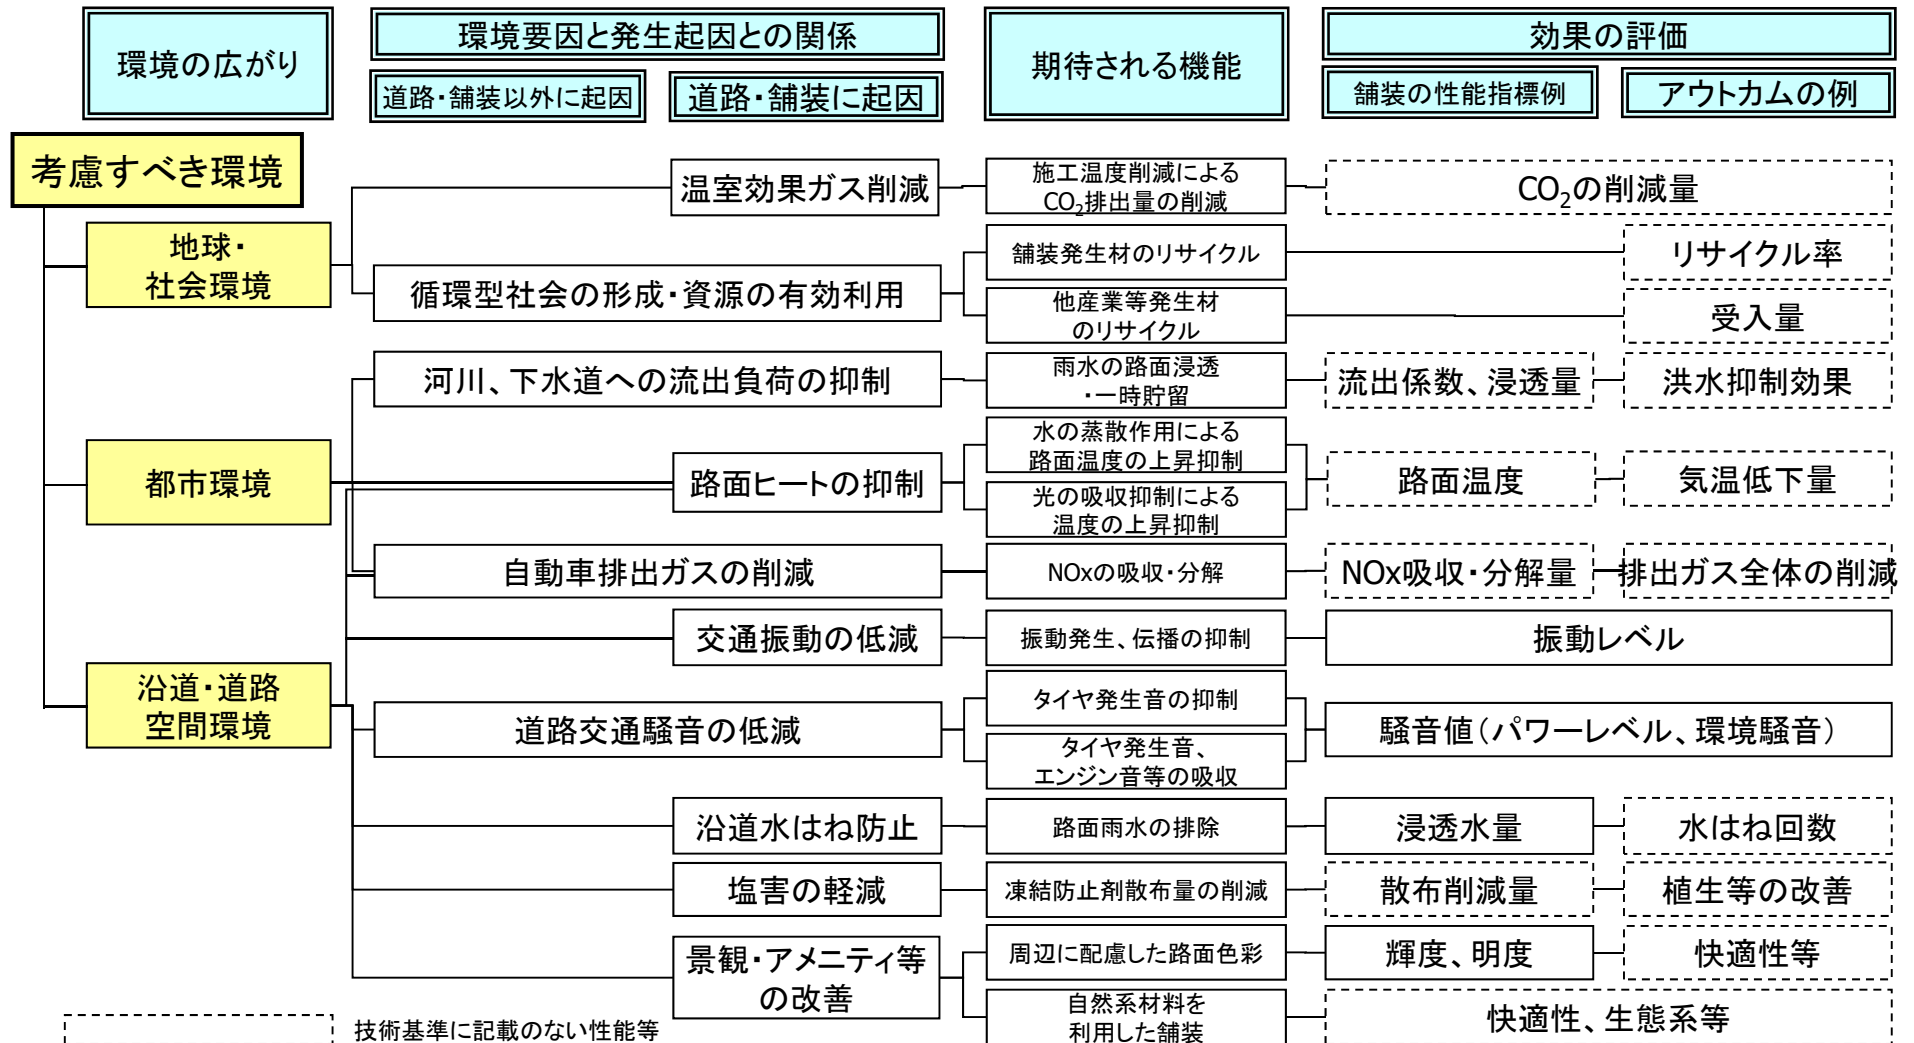 環境の広がり
環境要因と発生起因との関係
道路・舗装以外に起因
道路・舗装に起因
期待される機能
効果の評価
舗装の性能指標例
アウトカムの例
考慮すべき環境
地球・
社会環境
温室効果ガス削減
施工温度削減による
CO2排出量の削減
CO2の削減量
循環型社会の形成・資源の有効利用
舗装発生材のリサイクル
リサイクル率
他産業等発生材
のリサイクル
受入量
河川、下水道への流出負荷の抑制
雨水の路面浸透
・一時貯留
流出係数、浸透量
洪水抑制効果
都市環境
路面ヒートの抑制
水の蒸散作用による
路面温度の上昇抑制
光の吸収抑制による
温度の上昇抑制
路面温度
気温低下量
自動車排出ガスの削減
NOxの吸収・分解
NOx吸収・分解量
排出ガス全体の削減
沿道・道路
空間環境
交通振動の低減
振動発生、伝播の抑制
振動レベル
道路交通騒音の低減
タイヤ発生音の抑制
タイヤ発生音、
エンジン音等の吸収
騒音値(パワーレベル、環境騒音)
沿道水はね防止
路面雨水の排除
浸透水量
水はね回数
塩害の軽減
凍結防止剤散布量の削減
散布削減量
植生等の改善
景観・アメニティ等
の改善
周辺に配慮した路面色彩
輝度、明度
快適性等
自然系材料を
利用した舗装
快適性、生態系等
技術基準に記載のない性能等